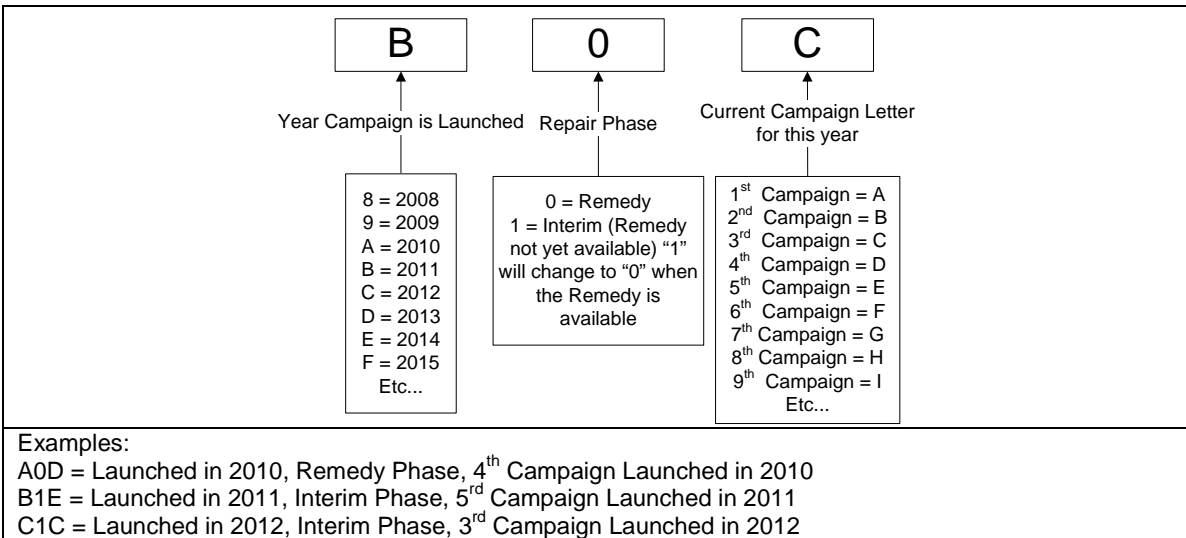 B 0 C
Year Campaign is Launched
Repair Phase
Current Campaign Letter
for this year
8 = 2008
9 = 2009
A = 2010
B = 2011
C = 2012
D = 2013
E = 2014
F = 2015
Etc...
0 = Remedy
1 = Interim (Remedy
not yet available) “1”
will change to “0” when
the Remedy is
available
1st Campaign = A
2nd Campaign = B
3rd Campaign = C
4th Campaign = D
5th Campaign = E
6th Campaign = F
7th Campaign = G
8th Campaign = H
9th Campaign = I
Etc...
Examples:
A0D = Launched in 2010, Remedy Phase, 4th Campaign Launched in 2010
B1E = Launched in 2011, Interim Phase, 5rd Campaign Launched in 2011
C1C = Launched in 2012, Interim Phase, 3rd Campaign Launched in 2012